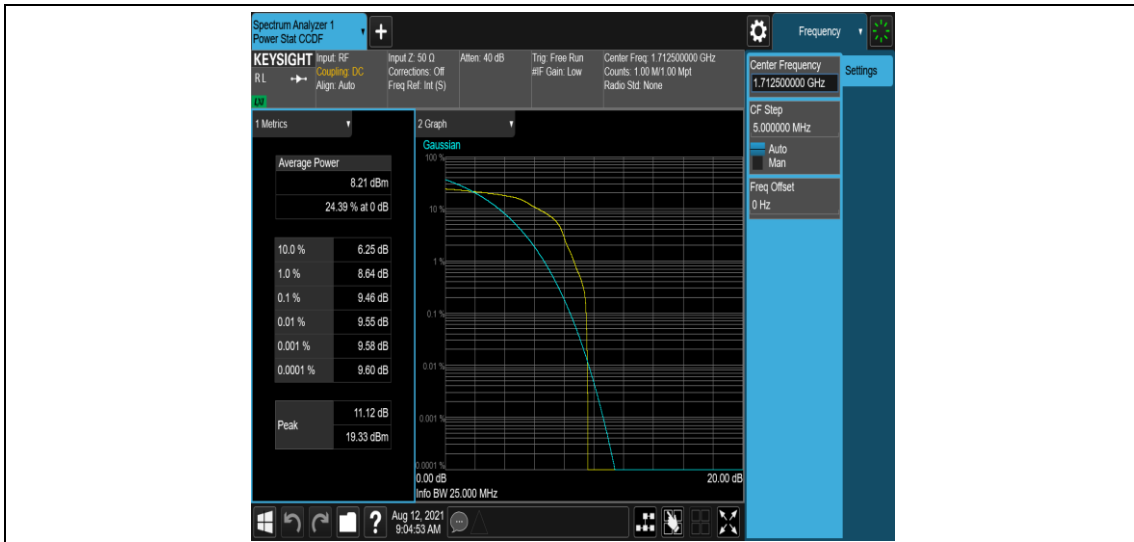 Spectrum Analyzer 1
Power Stat CCDF
+
Frequency
KEYSIGHT
RL
LM
Input: RF
Coupling: DC
Align: Auto
Input Z: 50 Ω
Corrections: Off
Freq Ref: Int (S)
Atten: 40 dB
Trig: Free Run
#IF Gain: Low
Center Freq: 1.712500000 GHz
Counts: 1.00 M/1.00 Mpt
Radio Std: None
Center Frequency
1.712500000 GHz
Settings
CF Step
5.000000 MHz
Auto
Man
Freq Offset
0 Hz
1 Metrics
Average Power
8.21 dBm
24.39 % at 0 dB
10.0 % 6.25 dB
1.0 % 8.64 dB
0.1 % 9.46 dB
0.01 % 9.55 dB
0.001 % 9.58 dB
0.0001 % 9.60 dB
Peak
11.12 dB
19.33 dBm
2 Graph
Gaussian
100 %
10 %
1 %
0.1 %
0.01 %
0.001 %
0.0001 %
0.00 dB 20.00 dB
Info BW 25.000 MHz
?
Aug 12, 2021
9:04:53 AM